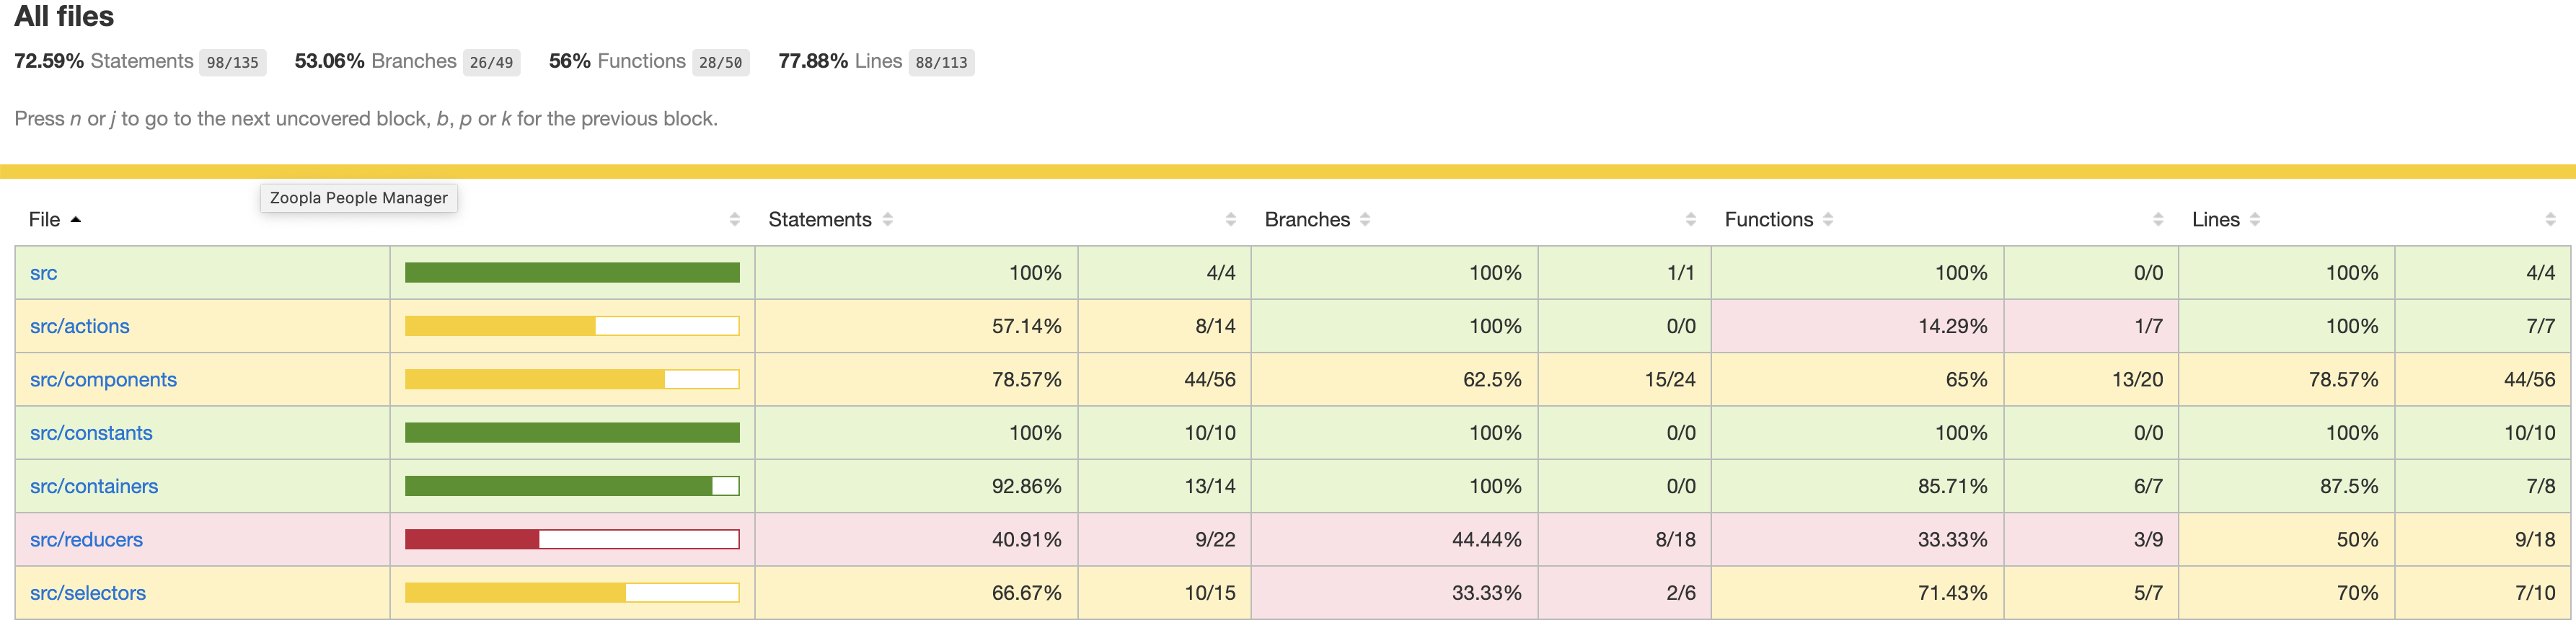 All files
72.59% Statements 98/135 53.06% Branches 26/49 56% Functions 28/50 77.88% Lines 88/113
Press n or j to go to the next uncovered block, b, p or k for the previous block.
Zoopla People Manager
File Statements Branches Functions Lines
src 100% 4/4 100% 1/1 100% 0/0 100% 4/4
src/actions 57.14% 8/14 100% 0/0 14.29% 1/7 100% 7/7
src/components 78.57% 44/56 62.5% 15/24 65% 13/20 78.57% 44/56
src/constants 100% 10/10 100% 0/0 100% 0/0 100% 10/10
src/containers 92.86% 13/14 100% 0/0 85.71% 6/7 87.5% 7/8
src/reducers 40.91% 9/22 44.44% 8/18 33.33% 3/9 50% 9/18
src/selectors 66.67% 10/15 33.33% 2/6 71.43% 5/7 70% 7/10